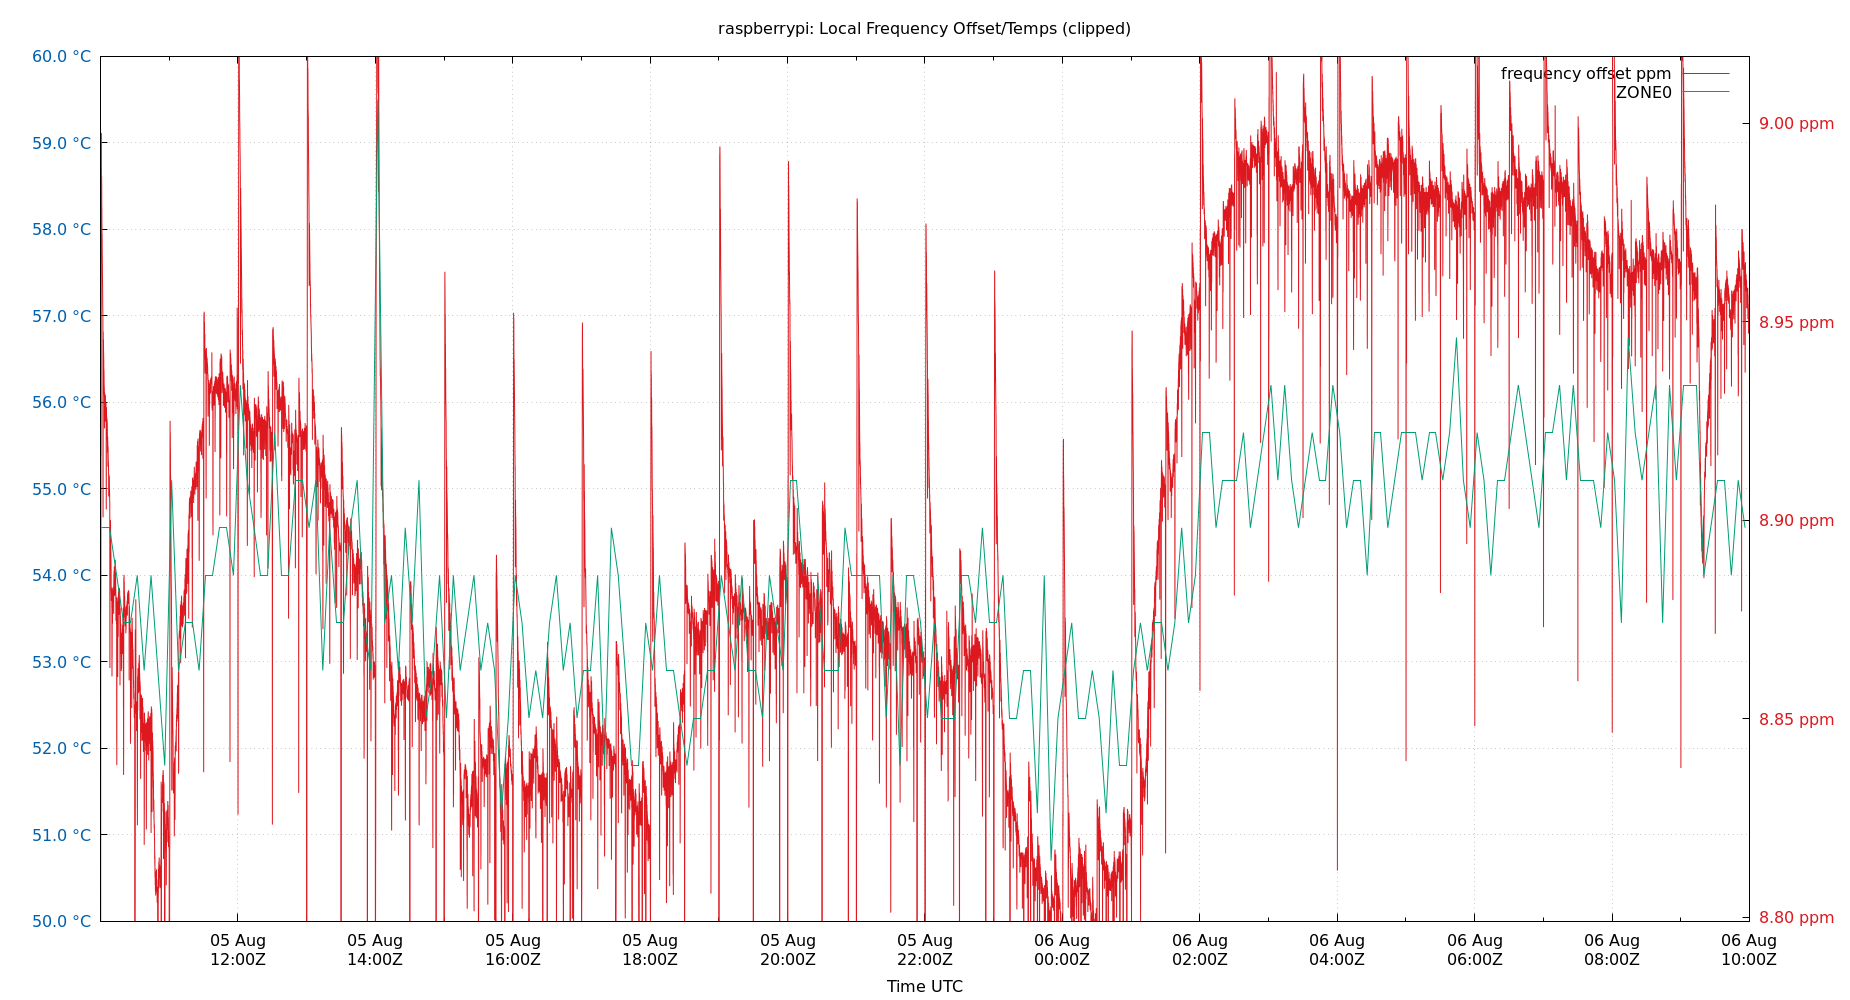 raspberrypi: Local Frequency Offset/Temps (clipped)
60.0 °C
59.0 °C
58.0 °C
57.0 °C
56.0 °C
55.0 °C
54.0 °C
53.0 °C
52.0 °C
51.0 °C
50.0 °C
frequency offset ppm
ZONE0
9.00 ppm
8.95 ppm
8.90 ppm
8.85 ppm
8.80 ppm
05 Aug
12:00Z
05 Aug
14:00Z
05 Aug
16:00Z
05 Aug
18:00Z
05 Aug
20:00Z
05 Aug
22:00Z
06 Aug
00:00Z
06 Aug
02:00Z
06 Aug
04:00Z
06 Aug
06:00Z
06 Aug
08:00Z
06 Aug
10:00Z
Time UTC